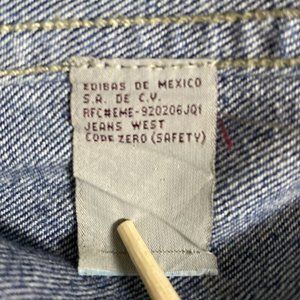 EDIBAS DE MEXICO
S.A. DE C.V.
RFC#EME-920206JQ1
JEANS WEST
CODE ZERO (SAFETY)